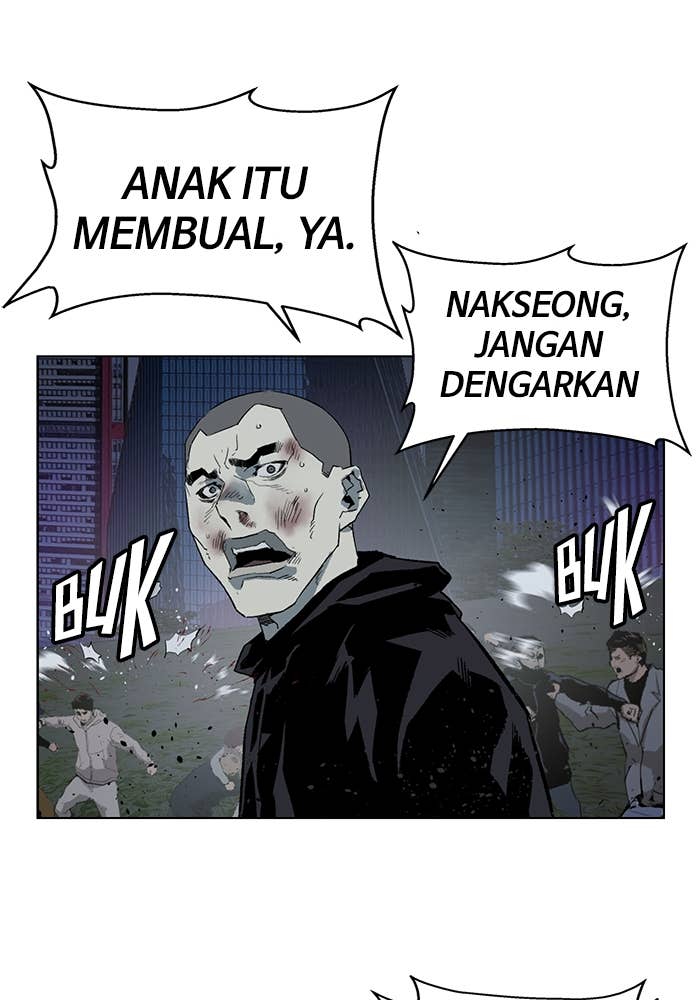 ANAK ITU
MEMBUAL, YA.
NAKSEONG,
JANGAN
DENGARKAN
BUK
BUK